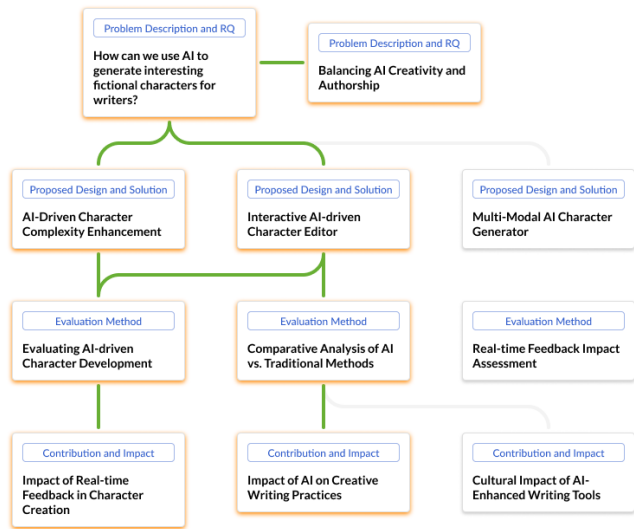 Problem Description and RQ
How can we use AI to
generate interesting
fictional characters for
writers?
Problem Description and RQ
Balancing AI Creativity and
Authorship
Proposed Design and Solution
AI-Driven Character
Complexity Enhancement
Proposed Design and Solution
Interactive AI-driven
Character Editor
Proposed Design and Solution
Multi-Modal AI Character
Generator
Evaluation Method
Evaluating AI-driven
Character Development
Evaluation Method
Comparative Analysis of AI
vs. Traditional Methods
Evaluation Method
Real-time Feedback Impact
Assessment
Contribution and Impact
Impact of Real-time
Feedback in Character
Creation
Contribution and Impact
Impact of AI on Creative
Writing Practices
Contribution and Impact
Cultural Impact of AI-
Enhanced Writing Tools